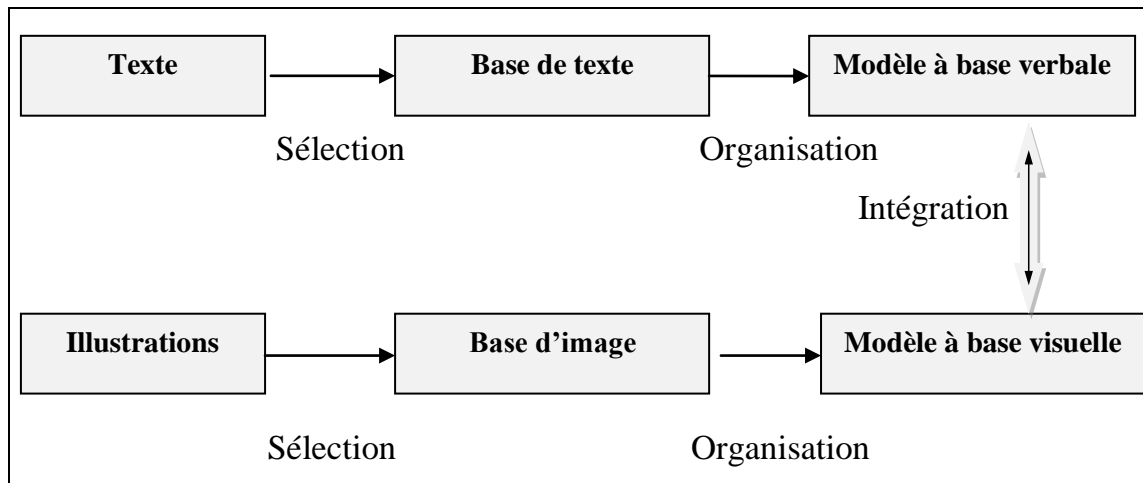 Texte
Base de texte
Modèle à base verbale
Sélection
Organisation
Intégration
Illustrations
Base d’image
Modèle à base visuelle
Sélection
Organisation